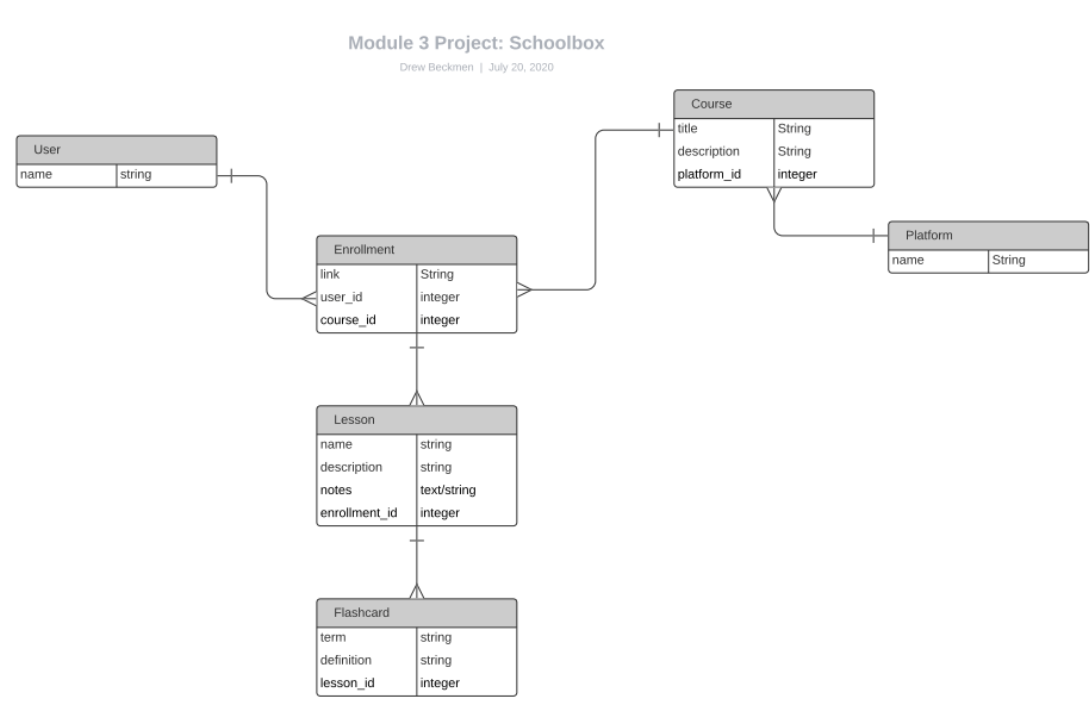 Module 3 Project: Schoolbox
Drew Beckmen | July 20, 2020
User
name string
Course
title String
description String
platform_id integer
Platform
name String
Enrollment
link String
user_id integer
course_id integer
Lesson
name string
description string
notes text/string
enrollment_id integer
Flashcard
term string
definition string
lesson_id integer